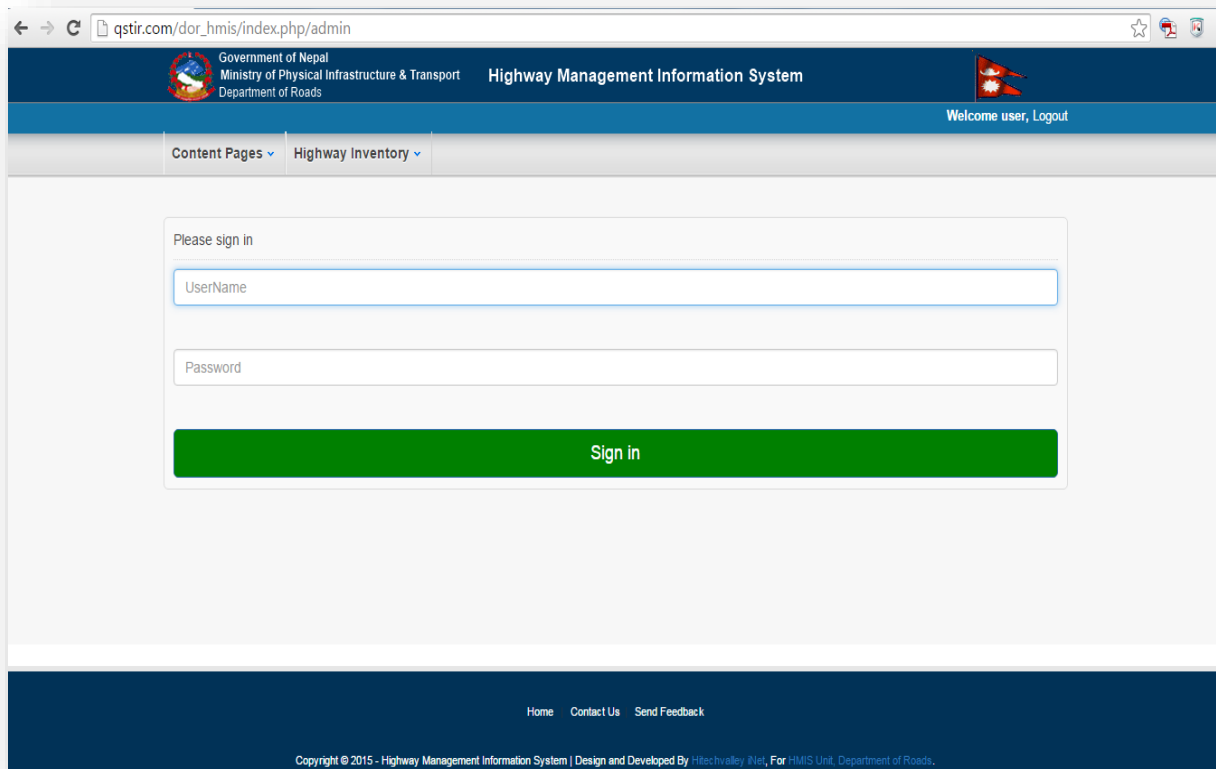 qstir.com/dor_hmis/index.php/admin
Government of Nepal
Ministry of Physical Infrastructure & Transport
Department of Roads
Highway Management Information System
Welcome user, Logout
Content Pages
Highway Inventory
Please sign in
UserName
Password
Sign in
Home Contact Us Send Feedback
Copyright © 2015 - Highway Management Information System | Design and Developed By Hitechvalley iNet, For HMIS Unit, Department of Roads.